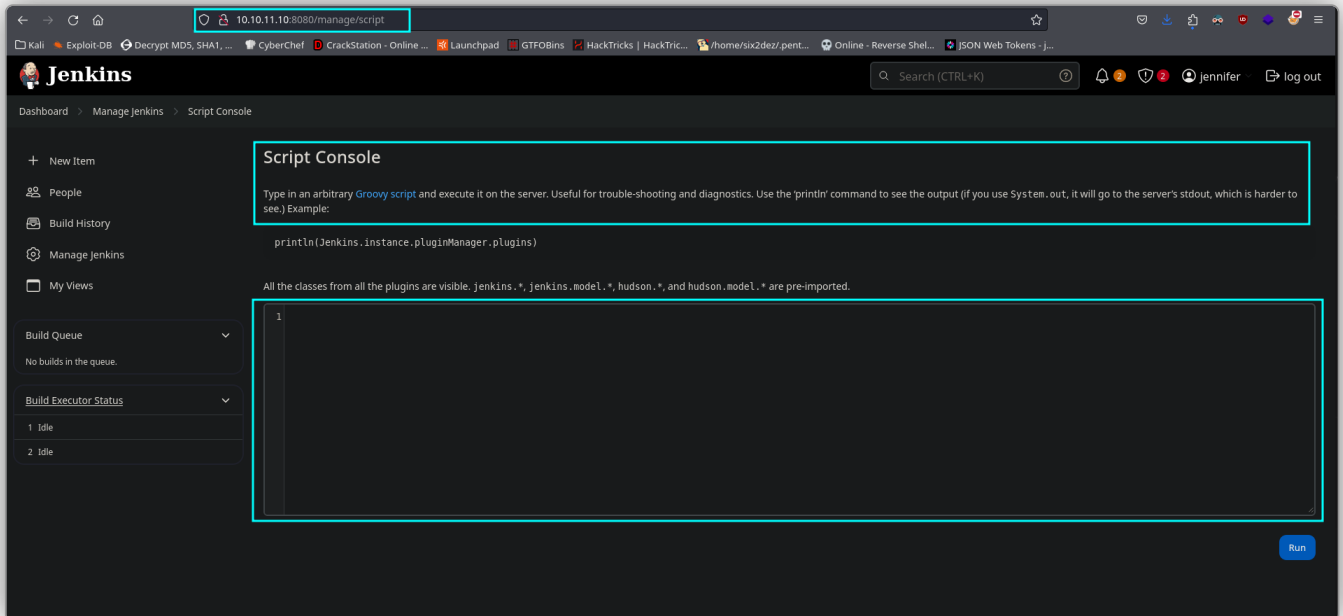 10.10.11.10:8080/manage/script
Kali Exploit-DB Decrypt MD5, SHA1, ... CyberChef CrackStation - Online ... Launchpad GTFOBins HackTricks | HackTric... /home/six2dez/.pent... Online - Reverse Shel... JSON Web Tokens - j...
Jenkins
Search (CTRL+K)
2
2
jennifer
log out
Dashboard > Manage Jenkins > Script Console
New Item
People
Build History
Manage Jenkins
My Views
Build Queue
No builds in the queue.
Build Executor Status
1 Idle
2 Idle
Script Console
Type in an arbitrary Groovy script and execute it on the server. Useful for trouble-shooting and diagnostics. Use the ‘println’ command to see the output (if you use System.out, it will go to the server's stdout, which is harder to
see.) Example:
println(Jenkins.instance.pluginManager.plugins)
All the classes from all the plugins are visible. jenkins.*, jenkins.model.*, hudson.*, and hudson.model.* are pre-imported.
1
Run